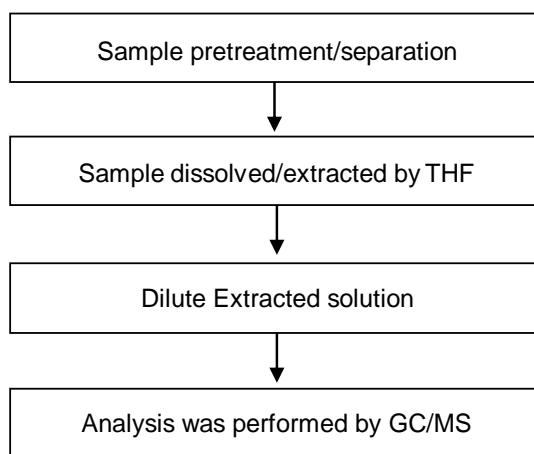 Sample pretreatment/separation
Sample dissolved/extracted by THF
Dilute Extracted solution
Analysis was performed by GC/MS